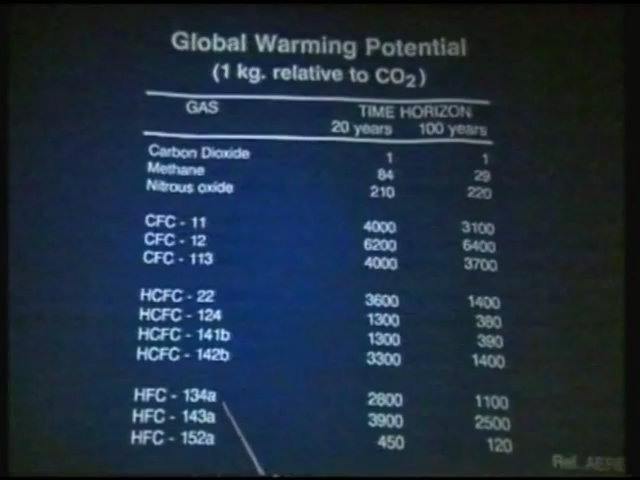 Global Warming Potential
(1 kg. relative to CO2)
GAS TIME HORIZON
20 years 100 years
Carbon Dioxide 1 1
Methane 84 29
Nitrous oxide 210 220
CFC - 11 4000 3100
CFC - 12 6200 6400
CFC - 113 4000 3700
HCFC - 22 3600 1400
HCFC - 124 1300 380
HCFC - 141b 1300 390
HCFC - 142b 3300 1400
HFC - 134a 2800 1100
HFC - 143a 3900 2500
HFC - 152a 450 120
Ref. AERE